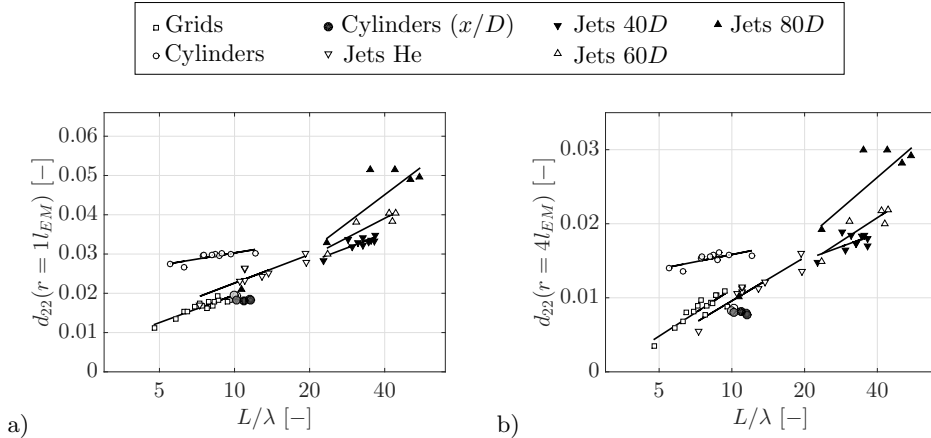 Grids
Cylinders (x/D)
Jets 40D
Jets 80D
Cylinders
Jets He
Jets 60D
0.06
0.05
0.04
0.03
0.02
0.01
0
d₂₂(r = 1l_EM) [−]
5
10
20
40
L/λ [−]
a)
0.03
0.02
0.01
0
d₂₂(r = 4l_EM) [−]
5
10
20
40
L/λ [−]
b)